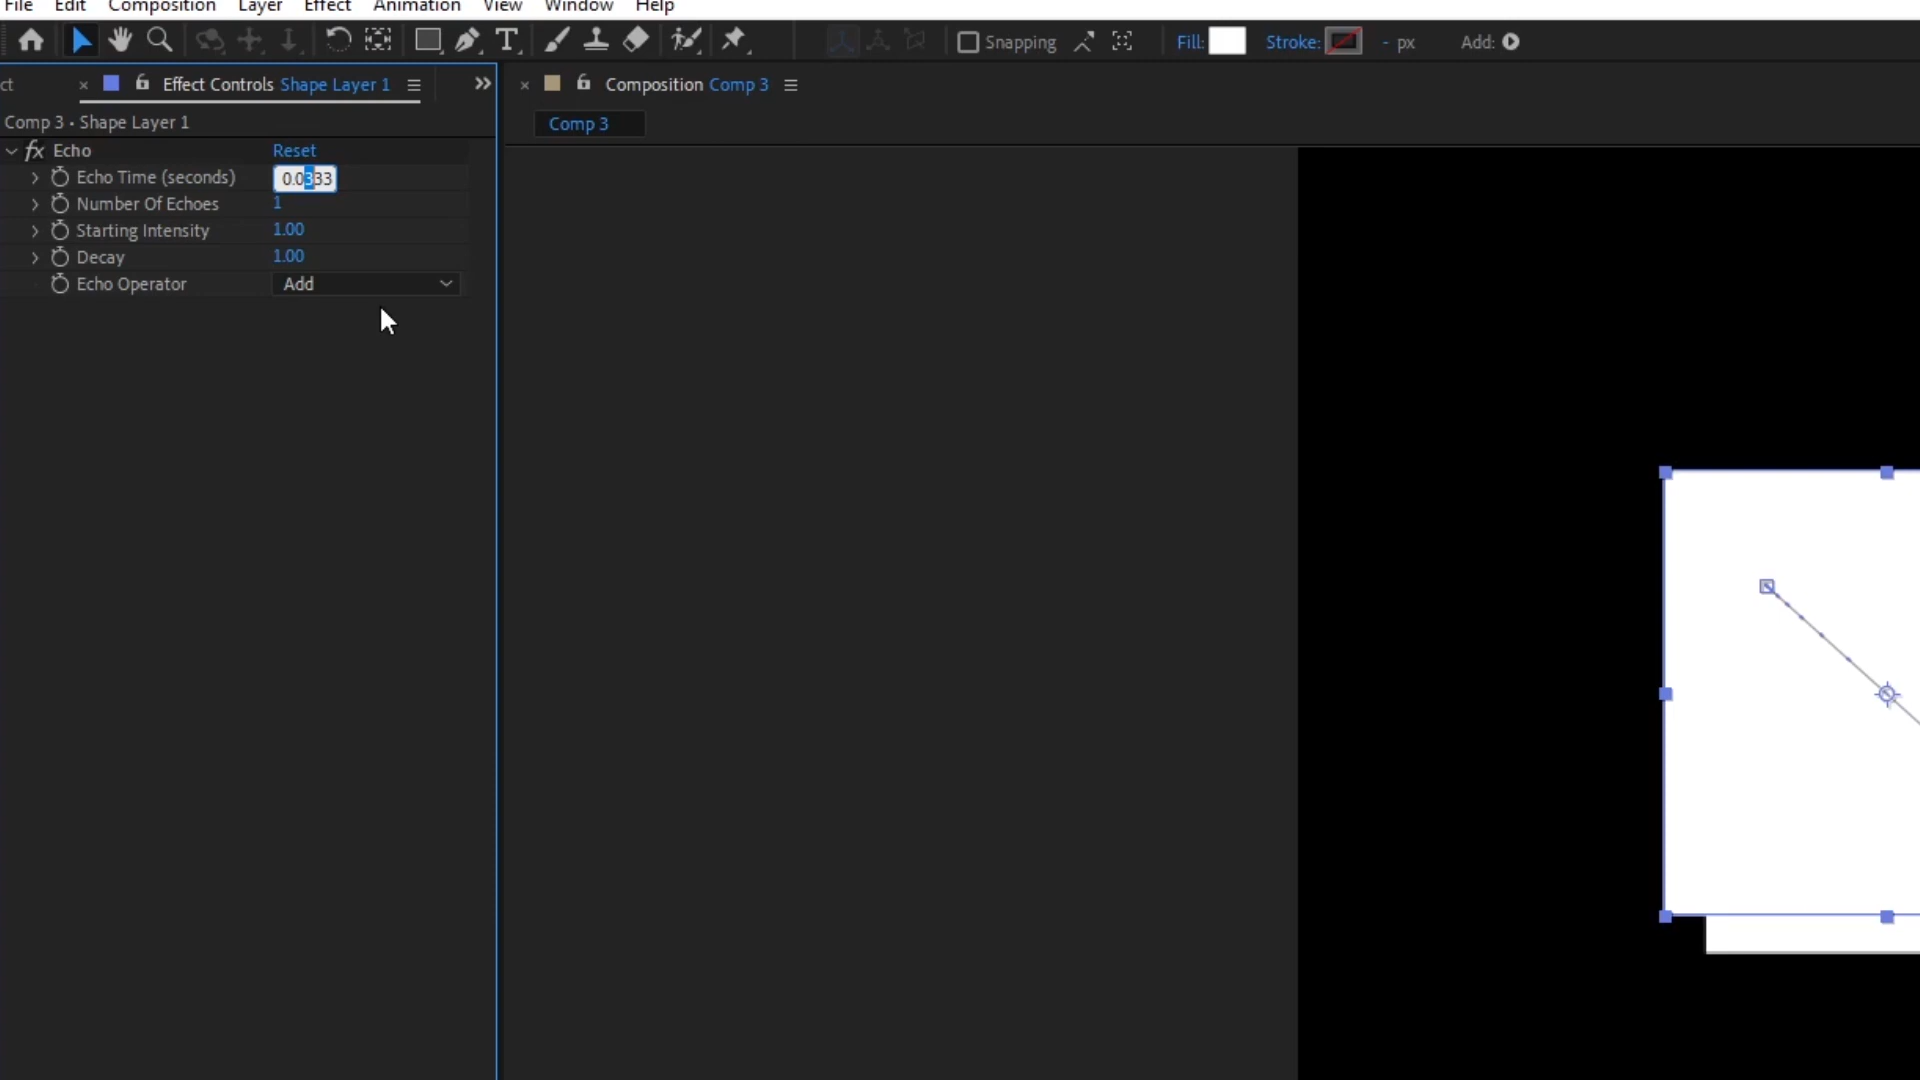 File Edit Composition Layer Effect Animation View Window Help
Snapping Fill: Stroke: - px Add:
ct × Effect Controls Shape Layer 1 × Composition Comp 3
Comp 3 • Shape Layer 1
Comp 3
fx Echo Reset
Echo Time (seconds) 0.0333
Number Of Echoes 1
Starting Intensity 1.00
Decay 1.00
Echo Operator Add